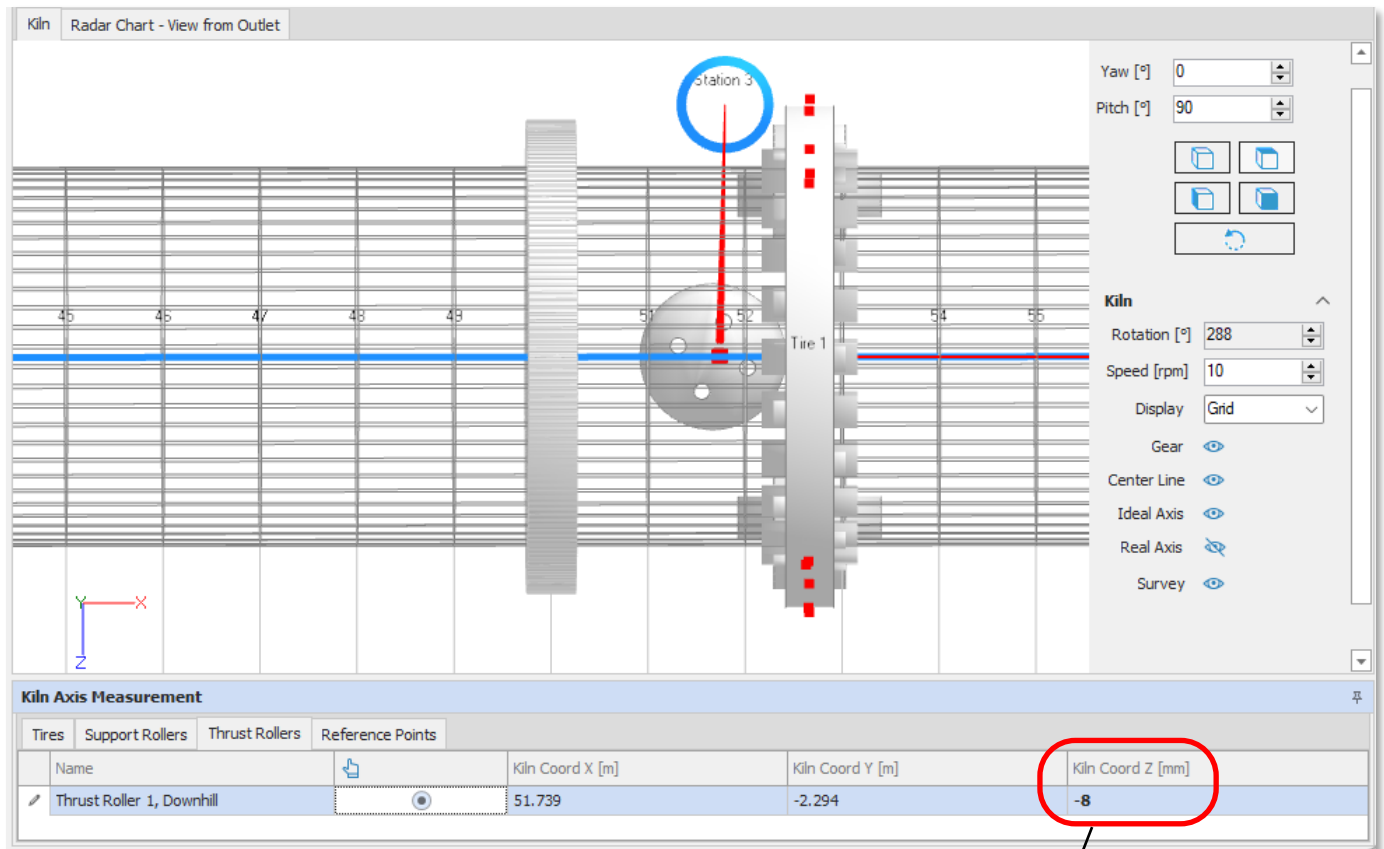 Kiln Radar Chart - View from Outlet
Yaw [°] 0
Pitch [°] 90
Station 3
45 46 47 48 49 51 52 54 55
Tire 1
Kiln
Rotation [°] 288
Speed [rpm] 10
Display Grid
Gear
Center Line
Ideal Axis
Real Axis
Survey
Y X
Z
Kiln Axis Measurement
Tires Support Rollers Thrust Rollers Reference Points
Name Kiln Coord X [m] Kiln Coord Y [m] Kiln Coord Z [mm]
Thrust Roller 1, Downhill 51.739 -2.294 -8